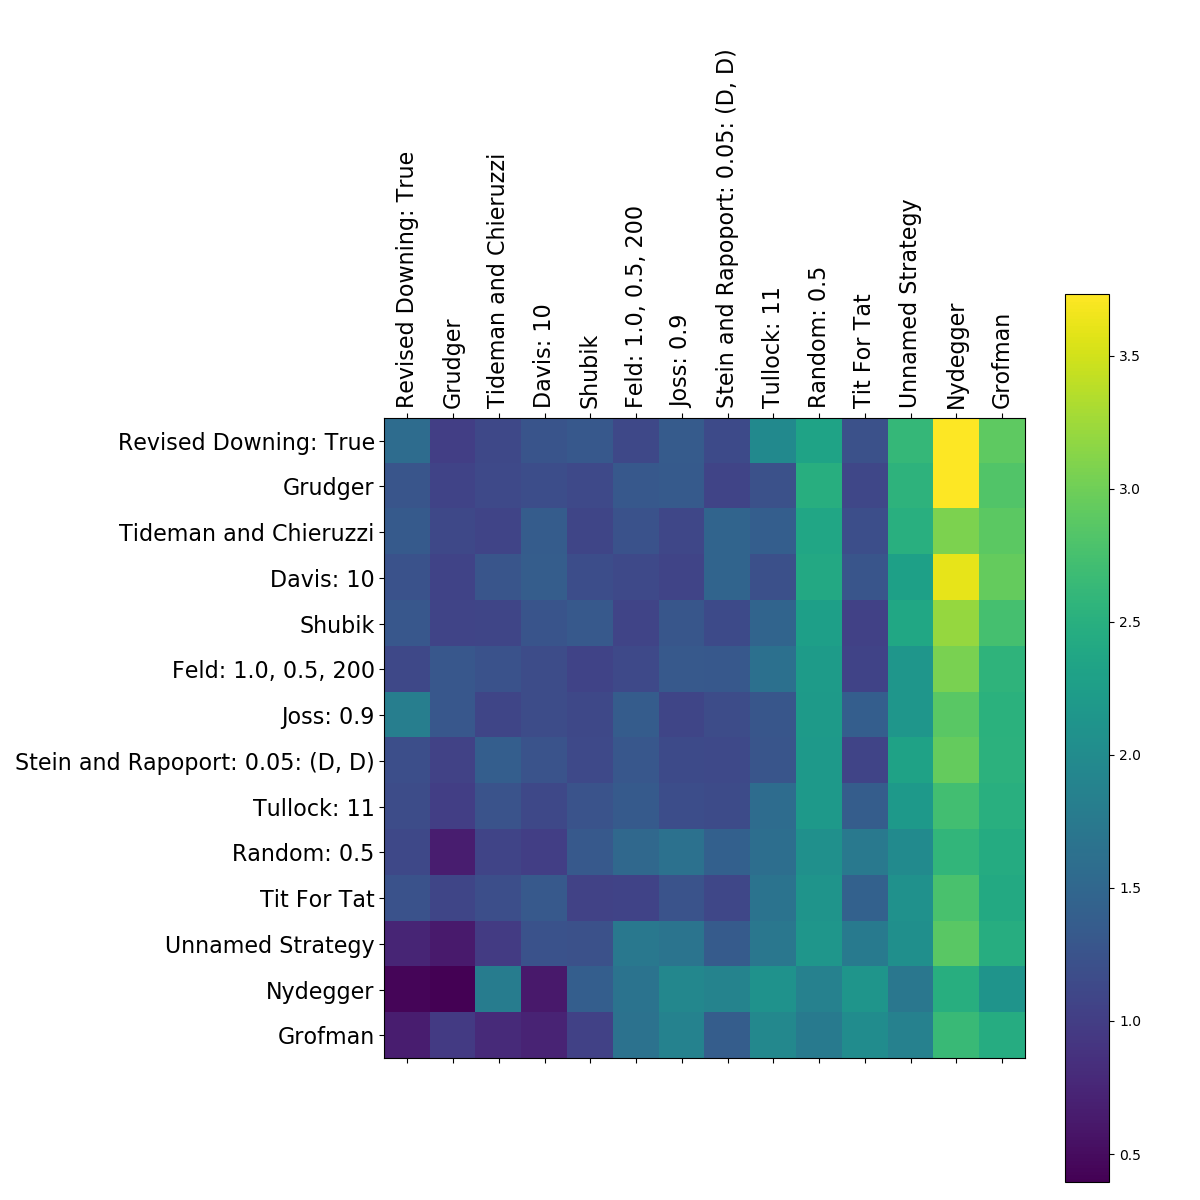 Revised Downing: True
Grudger
Tideman and Chieruzzi
Davis: 10
Shubik
Feld: 1.0, 0.5, 200
Joss: 0.9
Stein and Rapoport: 0.05: (D, D)
Tullock: 11
Random: 0.5
Tit For Tat
Unnamed Strategy
Nydegger
Grofman
Revised Downing: True
Grudger
Tideman and Chieruzzi
Davis: 10
Shubik
Feld: 1.0, 0.5, 200
Joss: 0.9
Stein and Rapoport: 0.05: (D, D)
Tullock: 11
Random: 0.5
Tit For Tat
Unnamed Strategy
Nydegger
Grofman
3.5
3.0
2.5
2.0
1.5
1.0
0.5